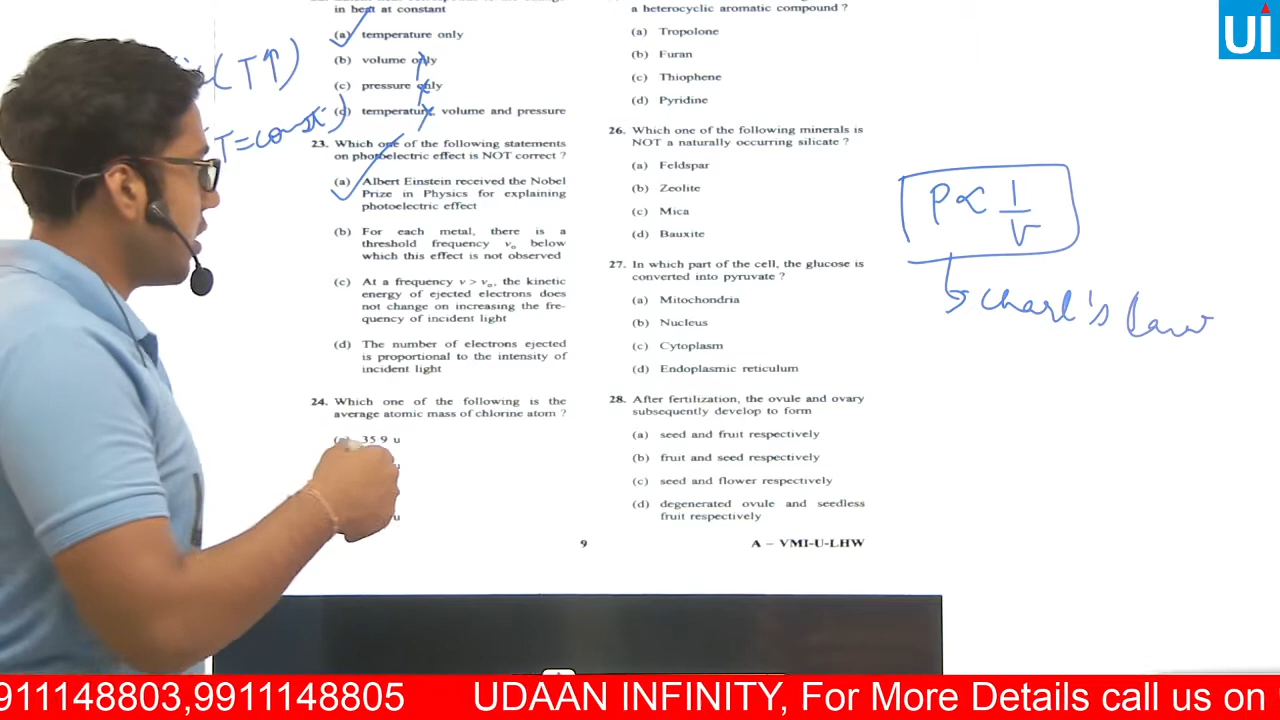 in heat at constant
(a) temperature only
(b) volume only
(c) pressure only
(d) temperature, volume and pressure
23. Which one of the following statements
on photoelectric effect is NOT correct ?
(a) Albert Einstein received the Nobel
Prize in Physics for explaining
photoelectric effect
(b) For each metal, there is a
threshold frequency ν₀ below
which this effect is not observed
(c) At a frequency ν > ν₀, the kinetic
energy of ejected electrons does
not change on increasing the fre-
quency of incident light
(d) The number of electrons ejected
is proportional to the intensity of
incident light
24. Which one of the following is the
average atomic mass of chlorine atom ?
35 9 u
u
u
a heterocyclic aromatic compound ?
(a) Tropolone
(b) Furan
(c) Thiophene
(d) Pyridine
26. Which one of the following minerals is
NOT a naturally occurring silicate ?
(a) Feldspar
(b) Zeolite
(c) Mica
(d) Bauxite
27. In which part of the cell, the glucose is
converted into pyruvate ?
(a) Mitochondria
(b) Nucleus
(c) Cytoplasm
(d) Endoplasmic reticulum
28. After fertilization, the ovule and ovary
subsequently develop to form
(a) seed and fruit respectively
(b) fruit and seed respectively
(c) seed and flower respectively
(d) degenerated ovule and seedless
fruit respectively
9
A – VMI-U-LHW
(T↑)
T=const)
P ∝ 1/V
Charl's law
UI
911148803,9911148805 UDAAN INFINITY, For More Details call us on